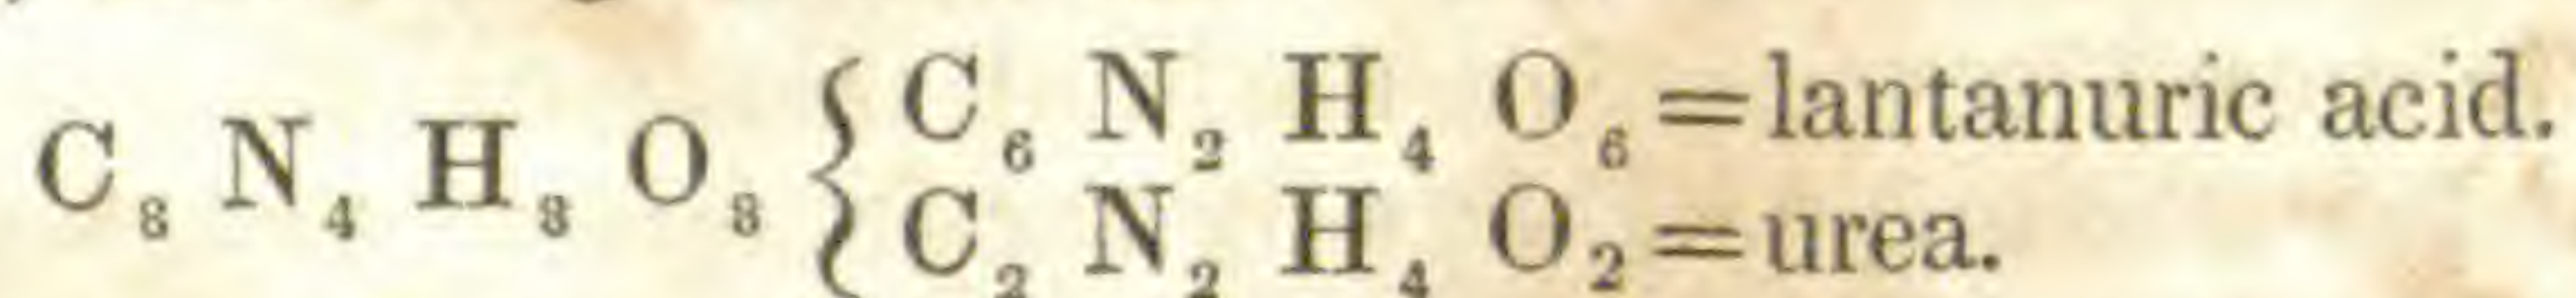 C₆ N₂ H₄ O₆ = lantanuric acid.
C₈ N₄ H₈ O₈ {
C₂ N₂ H₄ O₂ = urea.